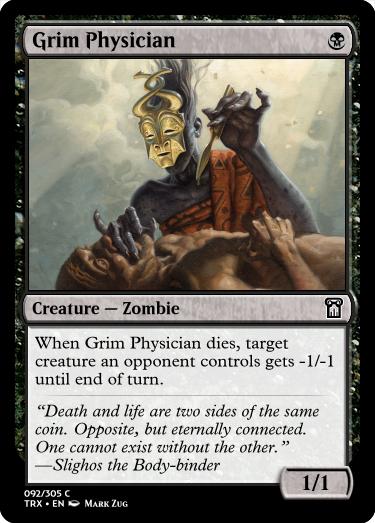 Grim Physician
Creature — Zombie
When Grim Physician dies, target
creature an opponent controls gets -1/-1
until end of turn.
“Death and life are two sides of the same
coin. Opposite, but eternally connected.
One cannot exist without the other.”
—Slighos the Body-binder
1/1
092/305 C
TRX • EN Mark Zug